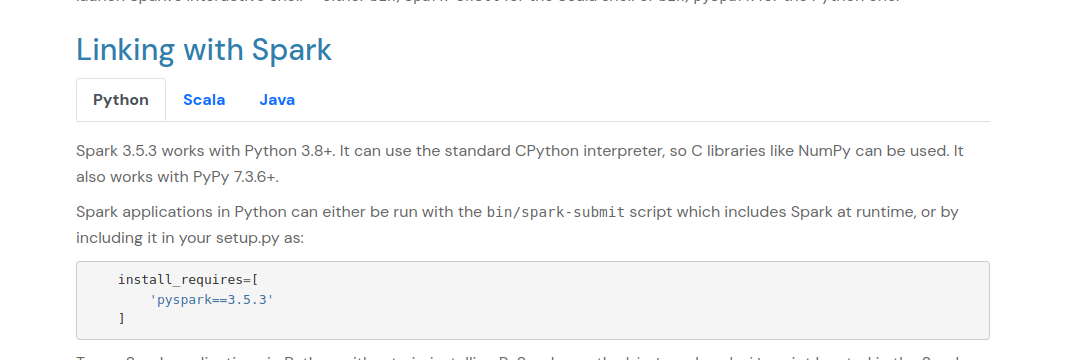 Linking with Spark
Python Scala Java
Spark 3.5.3 works with Python 3.8+. It can use the standard CPython interpreter, so C libraries like NumPy can be used. It
also works with PyPy 7.3.6+.
Spark applications in Python can either be run with the bin/spark-submit script which includes Spark at runtime, or by
including it in your setup.py as:
install_requires=[
'pyspark==3.5.3'
]